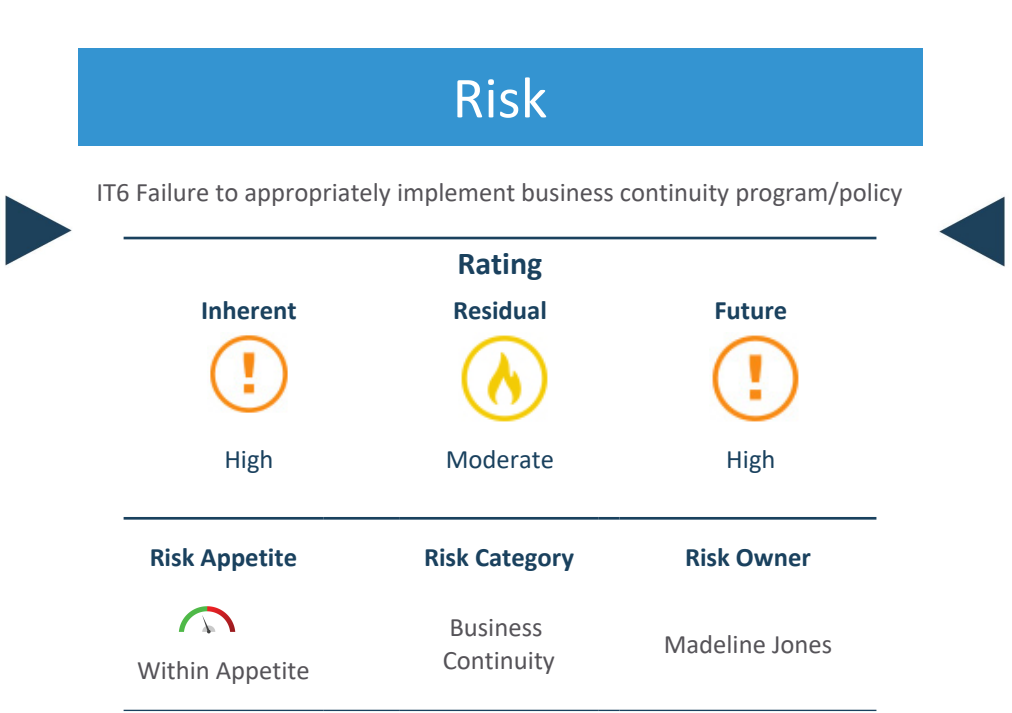 Risk
IT6 Failure to appropriately implement business continuity program/policy
Rating
Inherent Residual Future
High Moderate High
Risk Appetite Risk Category Risk Owner
Within Appetite
Business
Continuity
Madeline Jones